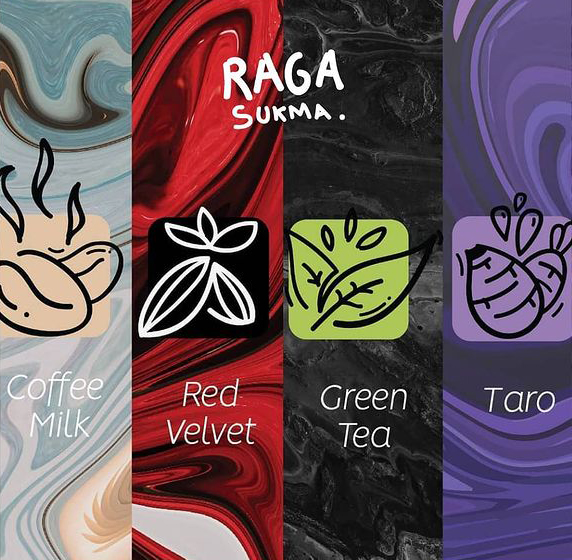 RAGA
SUKMA.
Coffee
Milk
Red
Velvet
Green
Tea
Taro